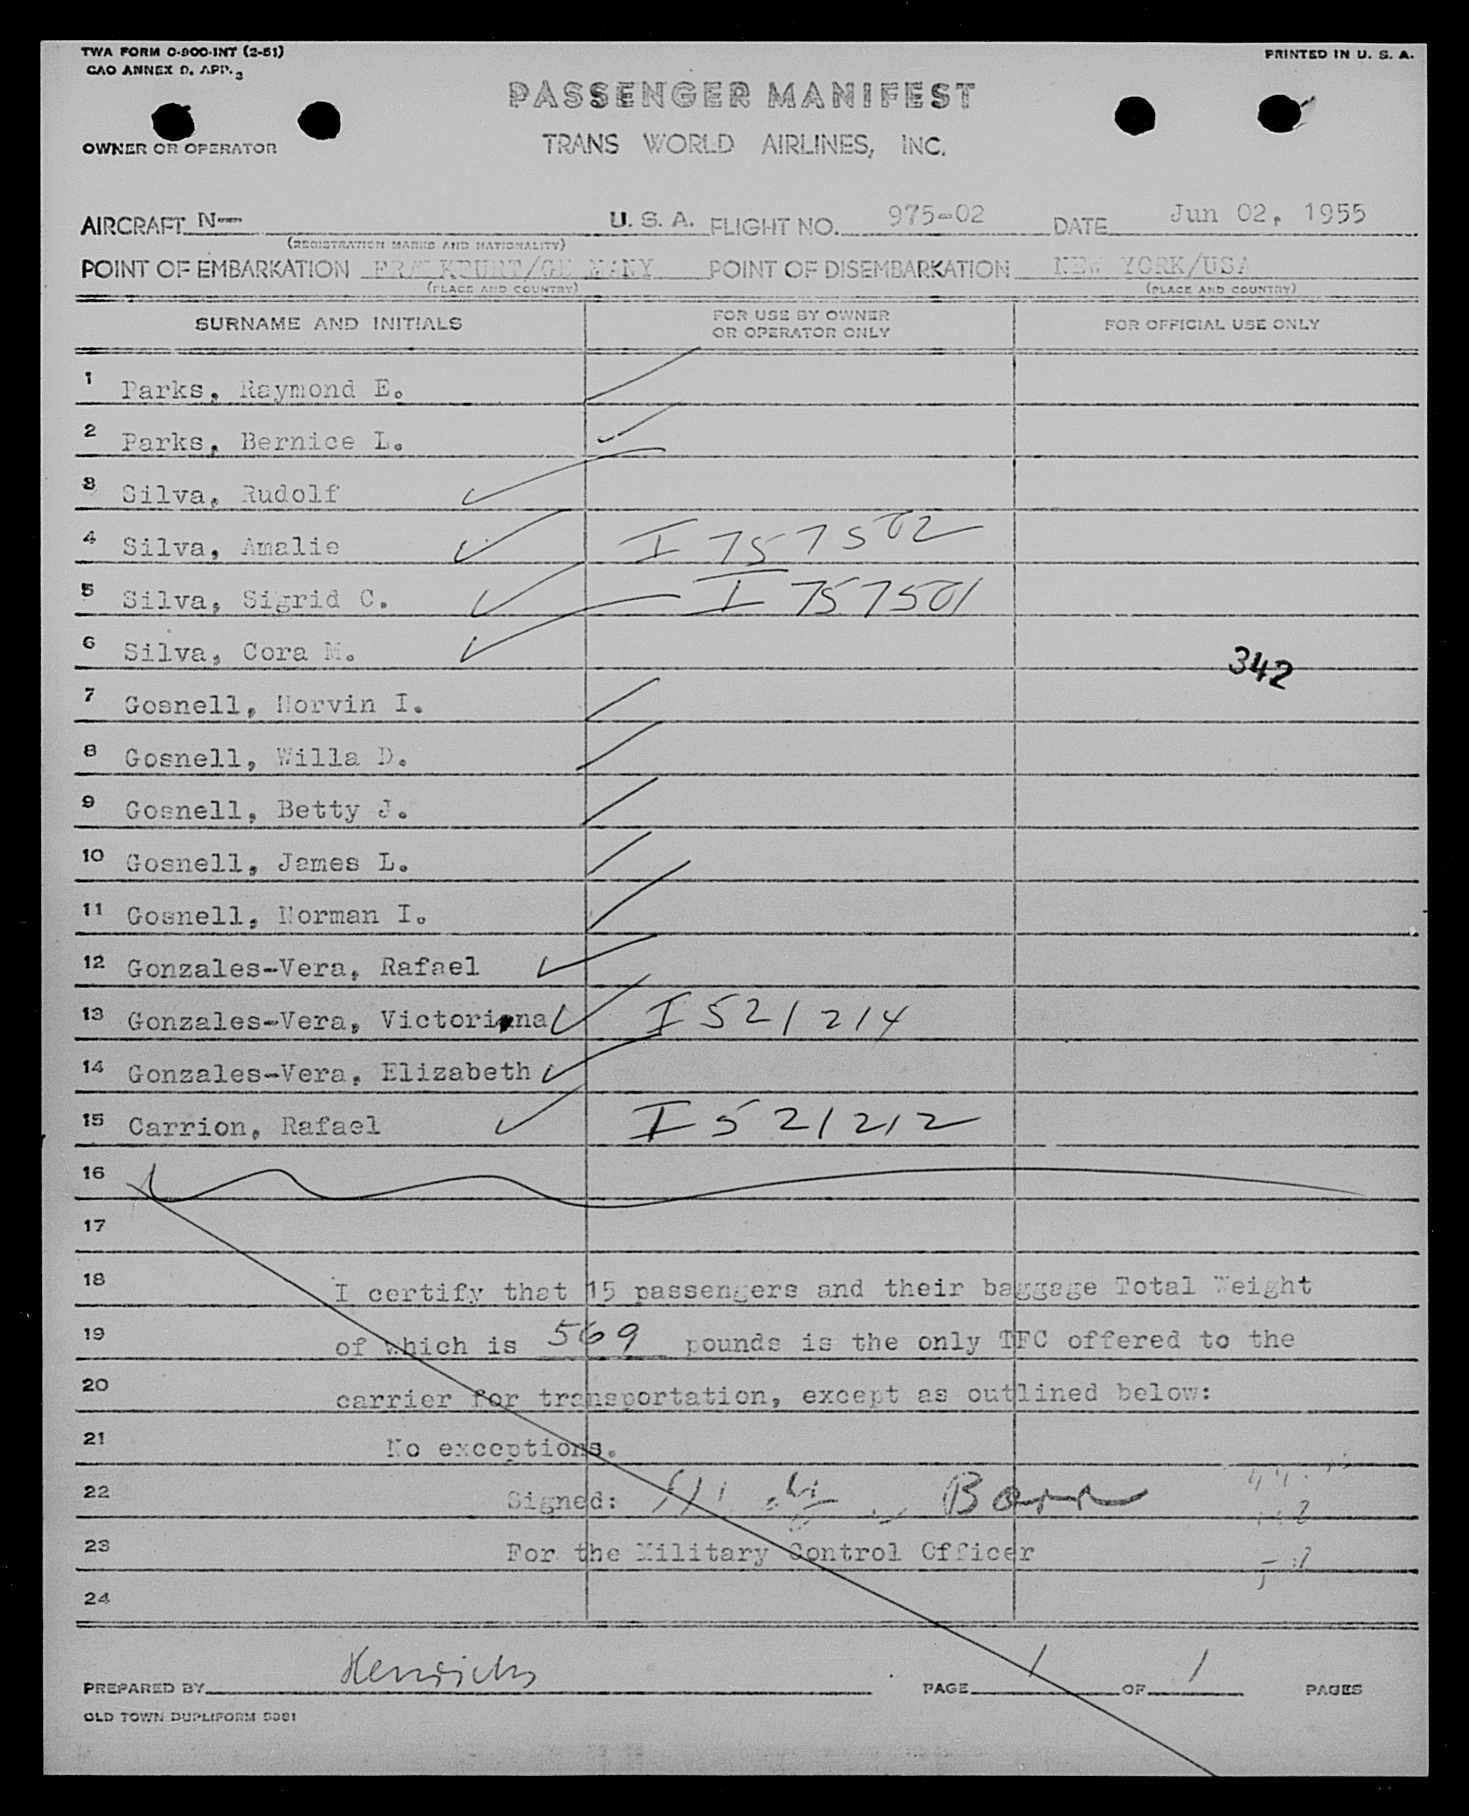 TWA FORM O-900-INT (2-51)
PRINTED IN U. S. A.
CAO ANNEX D. APP. 3
PASSENGER MANIFEST
OWNER OR OPERATOR
TRANS WORLD AIRLINES, INC.
AIRCRAFT N-- U. S. A. FLIGHT NO. 975-02 DATE Jun 02, 1955
(REGISTRATION MARKS AND NATIONALITY)
POINT OF EMBARKATION FRANKFURT/GERMANY POINT OF DISEMBARKATION NEW YORK/USA
(PLACE AND COUNTRY) (PLACE AND COUNTRY)
SURNAME AND INITIALS
FOR USE BY OWNER
OR OPERATOR ONLY
FOR OFFICIAL USE ONLY
1 Parks, Raymond E.
2 Parks, Bernice L.
3 Silva, Rudolf
4 Silva, Amalie I 757502
5 Silva, Sigrid C. I 757501
6 Silva, Cora M.
342
7 Gosnell, Norvin I.
8 Gosnell, Willa D.
9 Gosnell, Betty J.
10 Gosnell, James L.
11 Gosnell, Norman I.
12 Gonzales-Vera, Rafael
13 Gonzales-Vera, Victoriana I 521214
14 Gonzales-Vera, Elizabeth
15 Carrion, Rafael I 521212
16
17
18 I certify that 15 passengers and their baggage Total Weight
19 of which is 569 pounds is the only TFC offered to the
20 carrier for transportation, except as outlined below:
21 No exceptions.
22 Signed: Barr
23 For the Military Control Officer
24
PREPARED BY Henrichs PAGE 1 OF 1 PAGES
OLD TOWN DUPLIFORM 5981